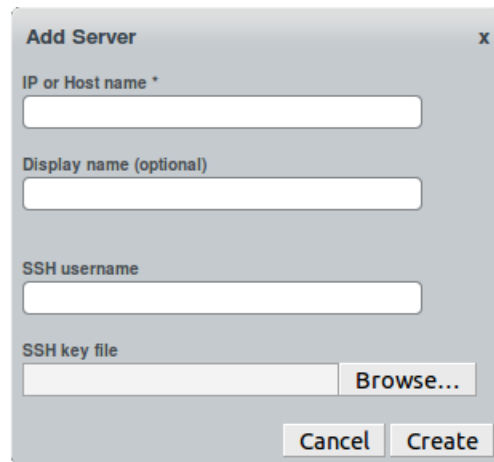 Add Server x
IP or Host name *
Display name (optional)
SSH username
SSH key file
Browse...
Cancel Create